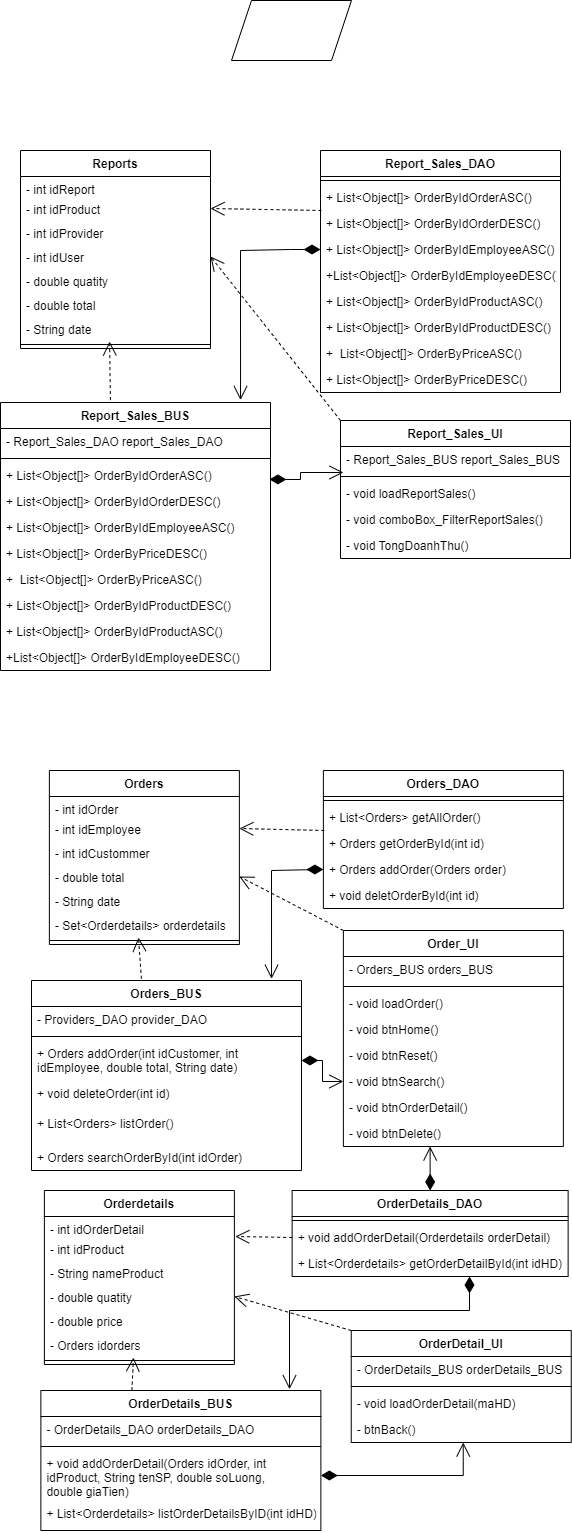 Reports
- int idReport
- int idProduct
- int idProvider
- int idUser
- double quatity
- double total
- String date
Report_Sales_DAO
+ List<Object[]> OrderByIdOrderASC()
+ List<Object[]> OrderByIdOrderDESC()
+ List<Object[]> OrderByIdEmployeeASC()
+List<Object[]> OrderByIdEmployeeDESC(
+ List<Object[]> OrderByIdProductASC()
+ List<Object[]> OrderByIdProductDESC()
+  List<Object[]> OrderByPriceASC()
+ List<Object[]> OrderByPriceDESC()
Report_Sales_BUS
- Report_Sales_DAO report_Sales_DAO
+ List<Object[]> OrderByIdOrderASC()
+ List<Object[]> OrderByIdOrderDESC()
+ List<Object[]> OrderByIdEmployeeASC()
+ List<Object[]> OrderByPriceDESC()
+  List<Object[]> OrderByPriceASC()
+ List<Object[]> OrderByIdProductDESC()
+ List<Object[]> OrderByIdProductASC()
+List<Object[]> OrderByIdEmployeeDESC()
Report_Sales_UI
- Report_Sales_BUS report_Sales_BUS
- void loadReportSales()
- void comboBox_FilterReportSales()
- void TongDoanhThu()
Orders
- int idOrder
- int idEmployee
- int idCustommer
- double total
- String date
- Set<Orderdetails> orderdetails
Orders_DAO
+ List<Orders> getAllOrder()
+ Orders getOrderById(int id)
+ Orders addOrder(Orders order)
+ void deletOrderById(int id)
Orders_BUS
- Providers_DAO provider_DAO
+ Orders addOrder(int idCustomer, int
idEmployee, double total, String date)
+ void deleteOrder(int id)
+ List<Orders> listOrder()
+ Orders searchOrderById(int idOrder)
Order_UI
- Orders_BUS orders_BUS
- void loadOrder()
- void btnHome()
- void btnReset()
- void btnSearch()
- void btnOrderDetail()
- void btnDelete()
Orderdetails
- int idOrderDetail
- int idProduct
- String nameProduct
- double quatity
- double price
- Orders idorders
OrderDetails_DAO
+ void addOrderDetail(Orderdetails orderDetail)
+ List<Orderdetails> getOrderDetailById(int idHD)
OrderDetails_BUS
- OrderDetails_DAO orderDetails_DAO
+ void addOrderDetail(Orders idOrder, int
idProduct, String tenSP, double soLuong,
double giaTien)
+ List<Orderdetails> listOrderDetailsByID(int idHD)
OrderDetail_UI
- OrderDetails_BUS orderDetails_BUS
- void loadOrderDetail(maHD)
- btnBack()